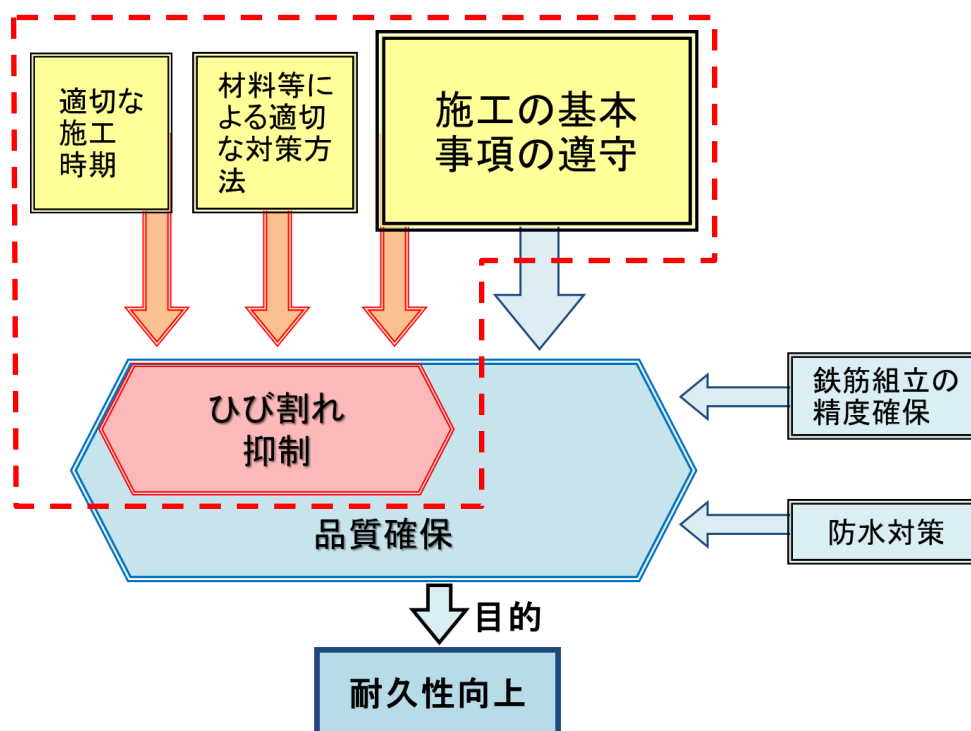 適切な
施工
時期
材料等に
よる適切
な対策方
法
施工の基本
事項の遵守
ひび割れ
抑制
品質確保
鉄筋組立の
精度確保
防水対策
目的
耐久性向上